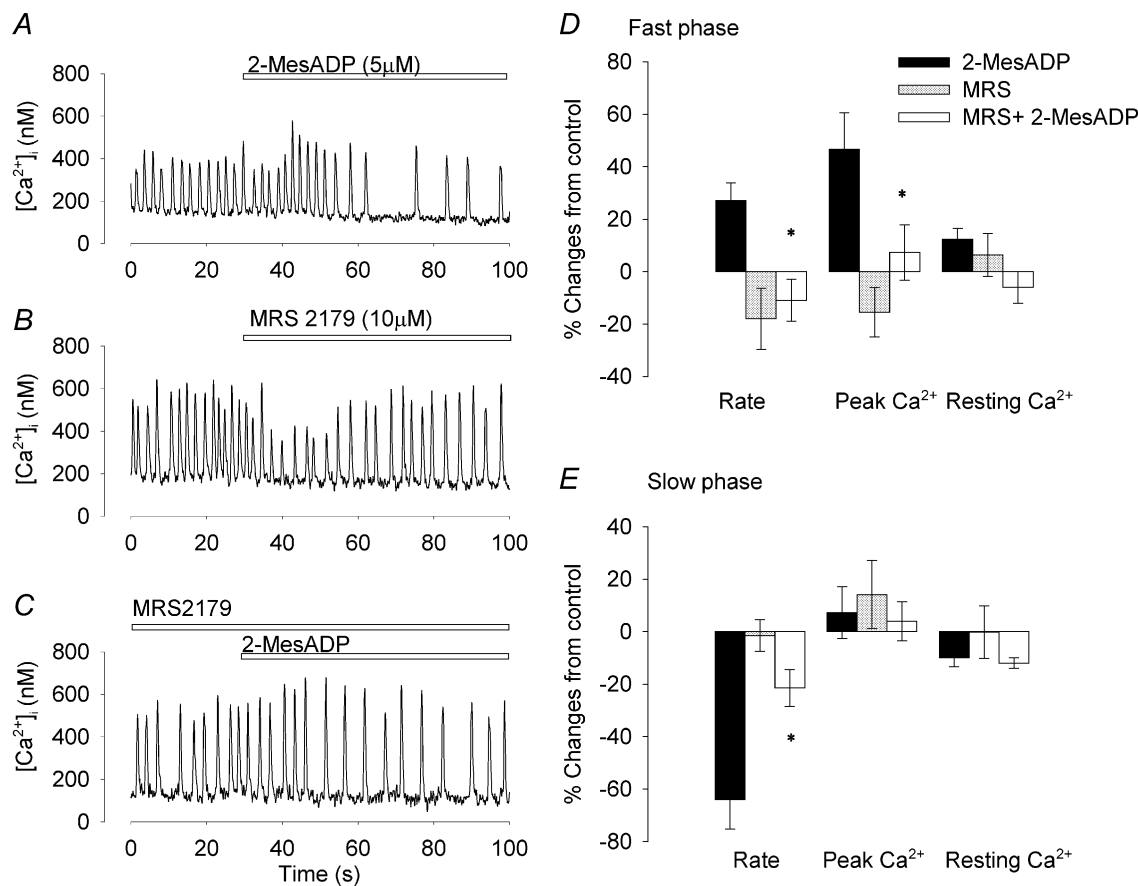 A
2-MesADP (5µM)
800
600
400
200
0
[Ca²⁺]ᵢ (nM)
0 20 40 60 80 100
B
MRS 2179 (10µM)
800
600
400
200
0
[Ca²⁺]ᵢ (nM)
0 20 40 60 80 100
C
MRS2179
2-MesADP
800
600
400
200
0
[Ca²⁺]ᵢ (nM)
0 20 40 60 80 100
Time (s)
D Fast phase
2-MesADP
MRS
MRS+ 2-MesADP
80
60
40
20
0
-20
-40
% Changes from control
*
*
Rate Peak Ca²⁺ Resting Ca²⁺
E Slow phase
40
20
0
-20
-40
-60
-80
% Changes from control
*
Rate Peak Ca²⁺ Resting Ca²⁺